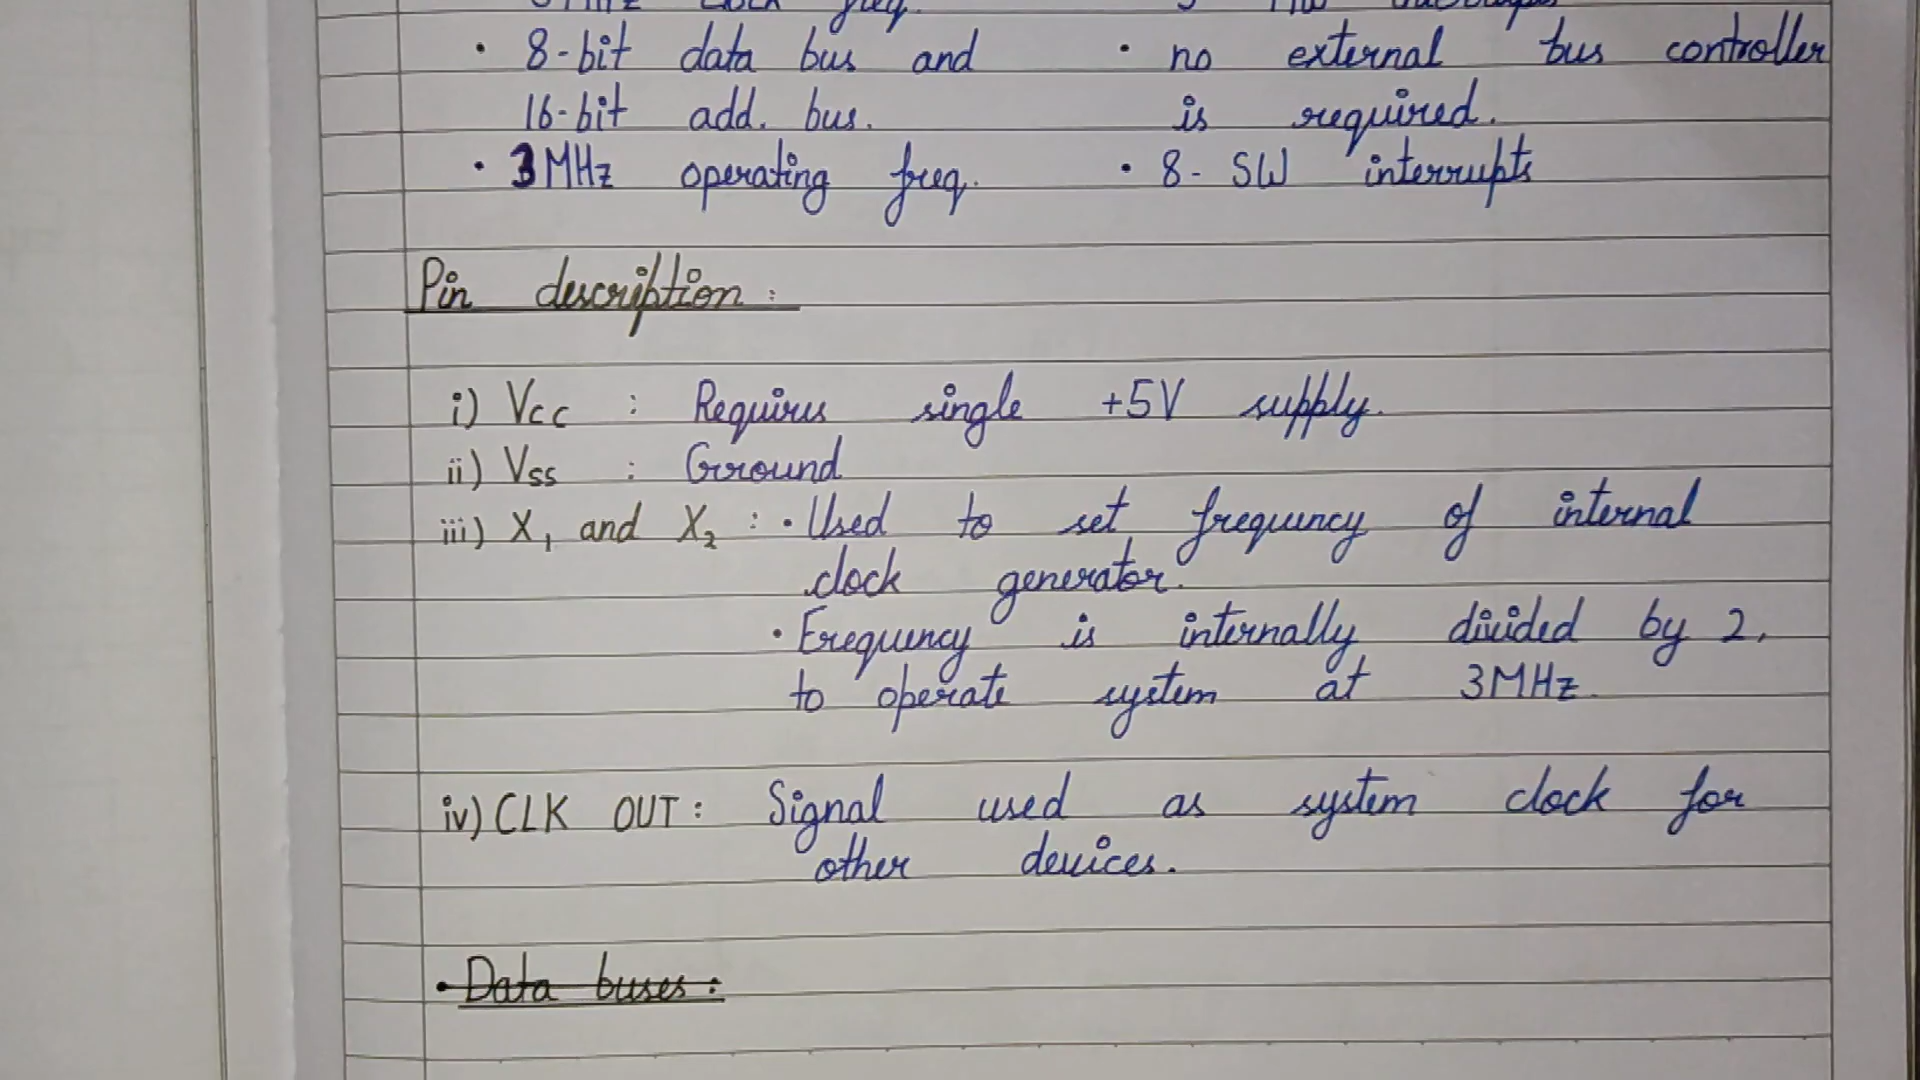 · 8-bit data bus and
16-bit add. bus.
· 3MHz operating freq.
· no external bus controller
is required.
· 8- SW interrupts
Pin description :
i) Vcc : Requires single +5V supply.
ii) Vss : Ground
iii) X₁ and X₂ : · Used to set frequency of internal
clock generator.
· Frequency is internally divided by 2,
to operate system at 3MHz.
iv) CLK OUT : Signal used as system clock for
other devices.
· Data buses :